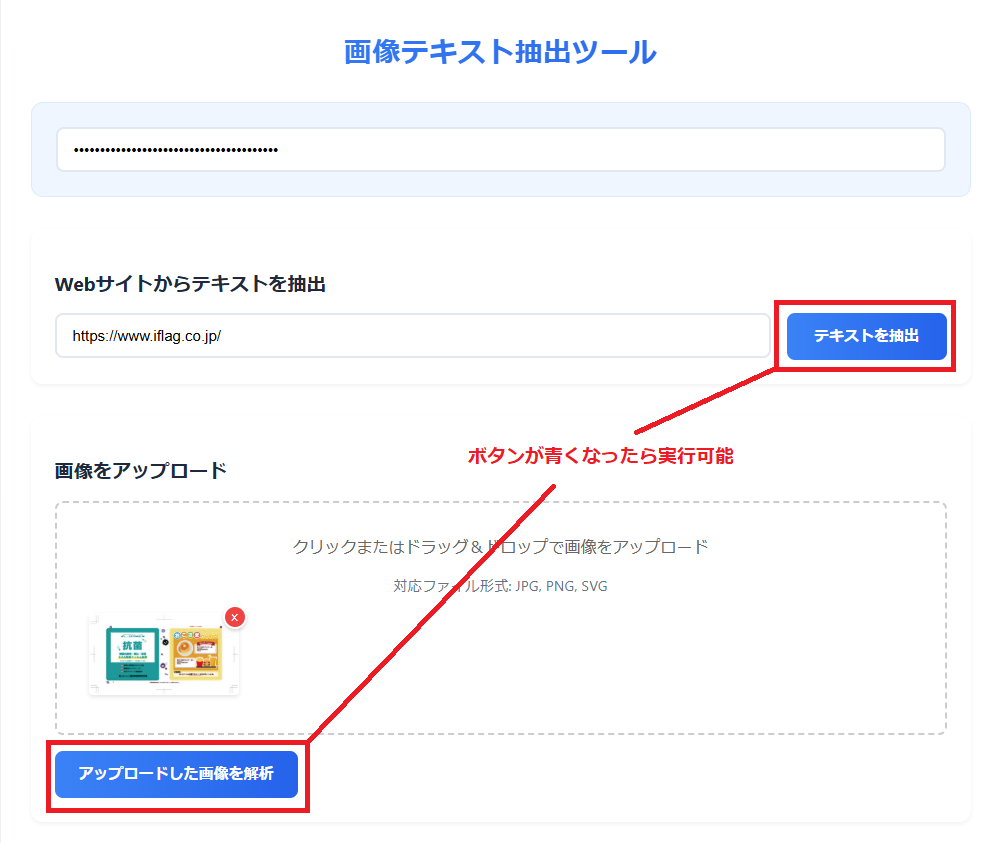 画像テキスト抽出ツール
••••••••••••••••••••••••••••••••••••••••
Webサイトからテキストを抽出
https://www.iflag.co.jp/
テキストを抽出
ボタンが青くなったら実行可能
画像をアップロード
クリックまたはドラッグ＆ドロップで画像をアップロード
対応ファイル形式: JPG, PNG, SVG
x
抗菌
アップロードした画像を解析